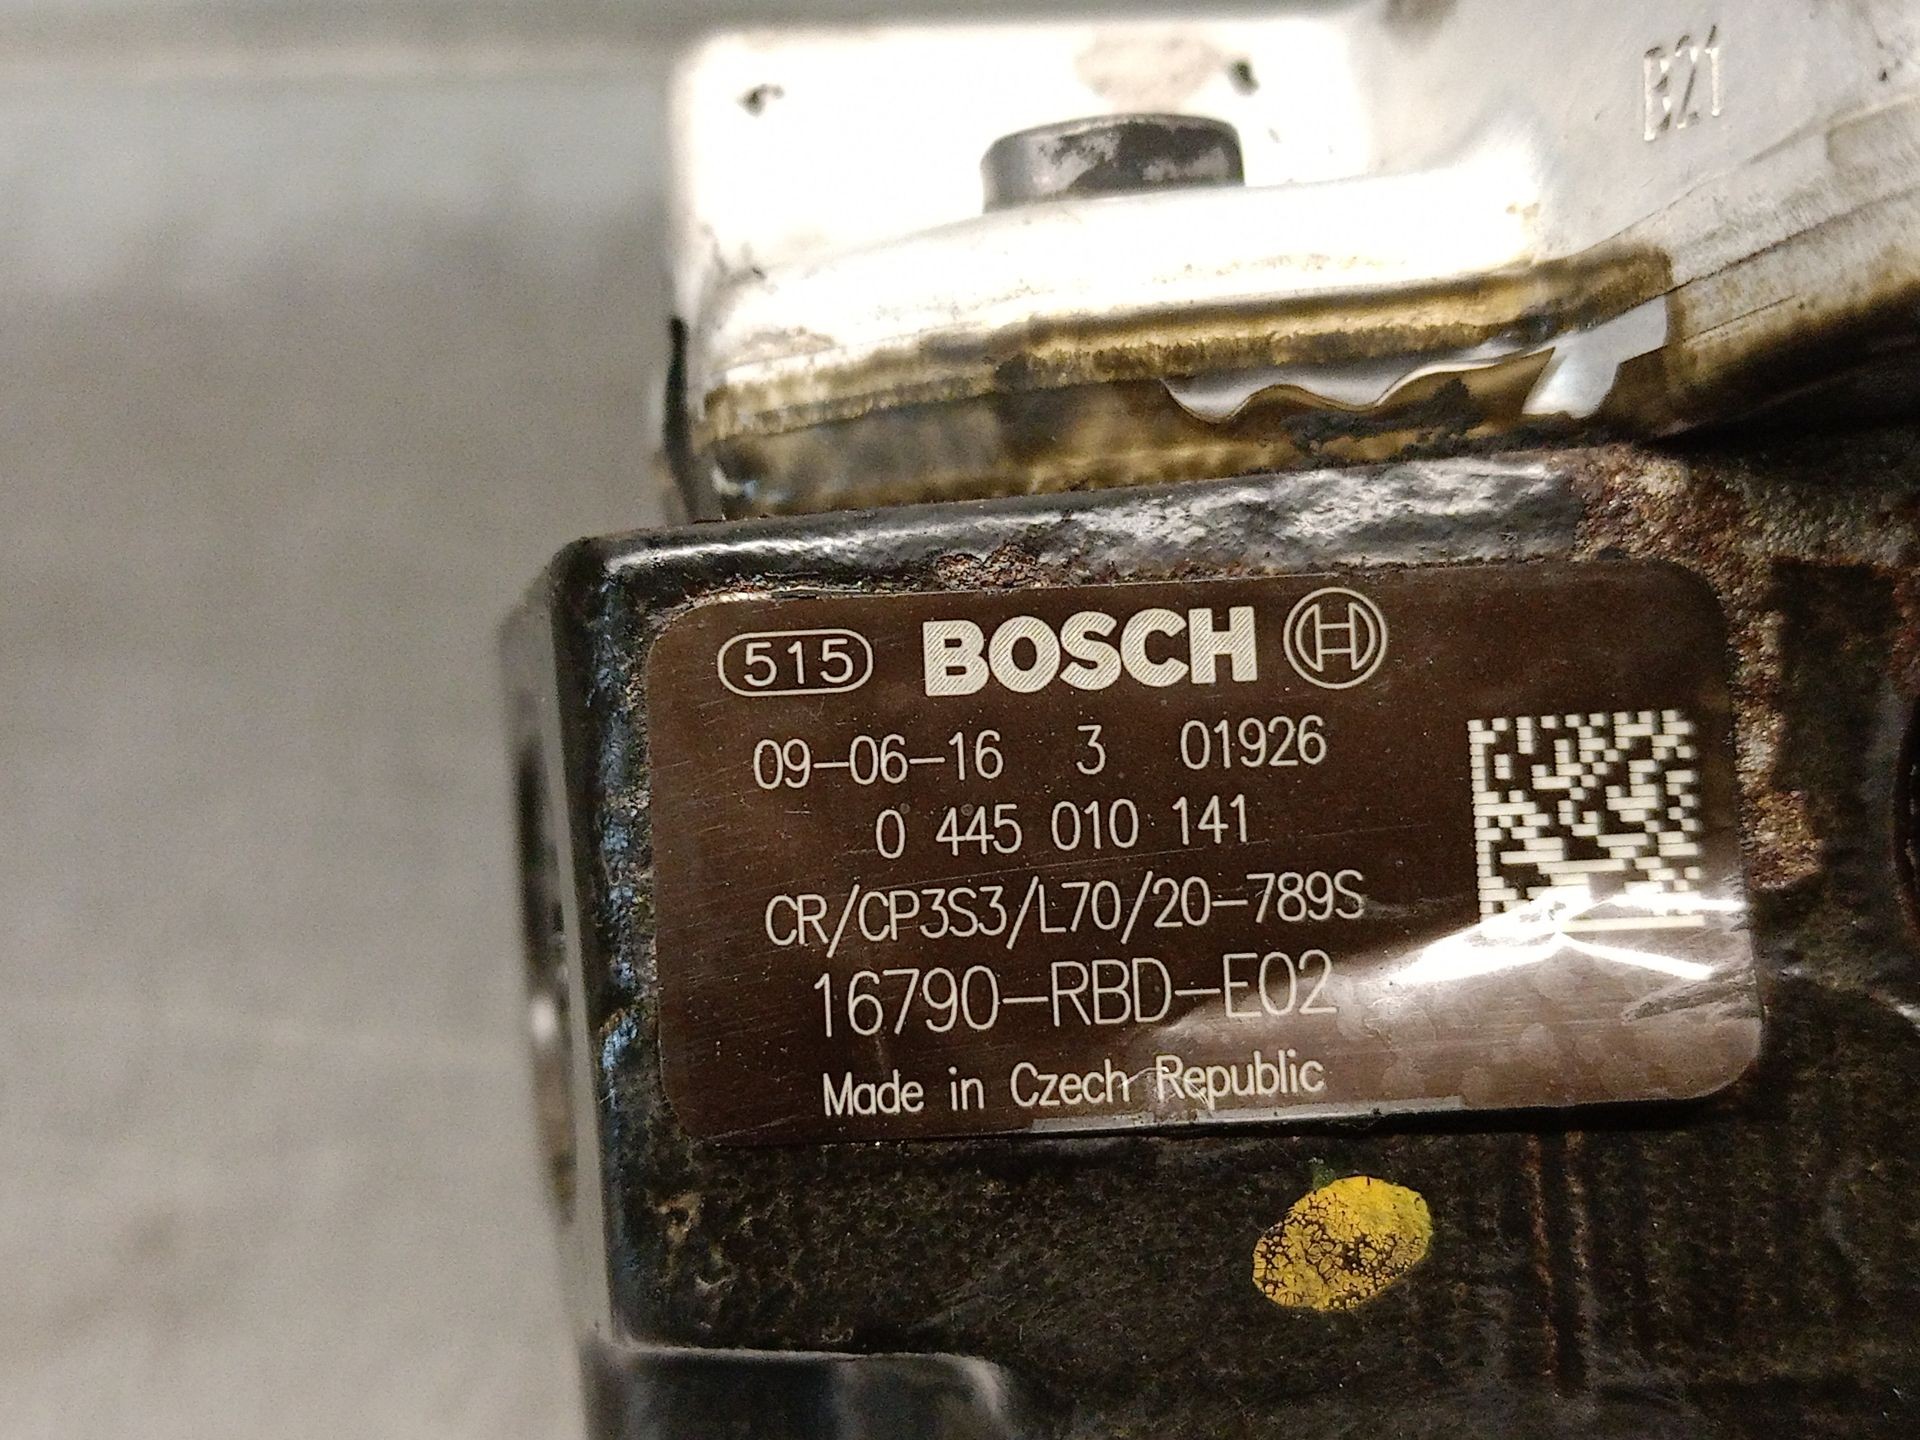 B21
515 BOSCH
09-06-16 3 01926
0 445 010 141
CR/CP3S3/L70/20-789S
16790-RBD-E02
Made in Czech Republic